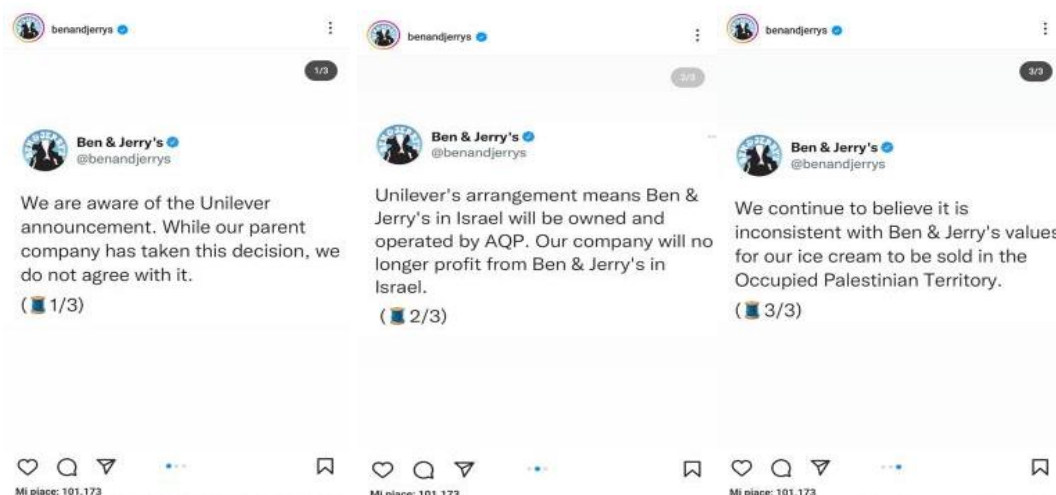 benandjerrys
1/3
Ben & Jerry's
@benandjerrys
We are aware of the Unilever
announcement. While our parent
company has taken this decision, we
do not agree with it.
(🧵 1/3)
Mi piace: 101.173
benandjerrys
2/3
Ben & Jerry's
@benandjerrys
Unilever's arrangement means Ben &
Jerry's in Israel will be owned and
operated by AQP. Our company will no
longer profit from Ben & Jerry's in
Israel.
(🧵 2/3)
Mi piace: 101.173
benandjerrys
3/3
Ben & Jerry's
@benandjerrys
We continue to believe it is
inconsistent with Ben & Jerry's values
for our ice cream to be sold in the
Occupied Palestinian Territory.
(🧵 3/3)
Mi piace: 101.173